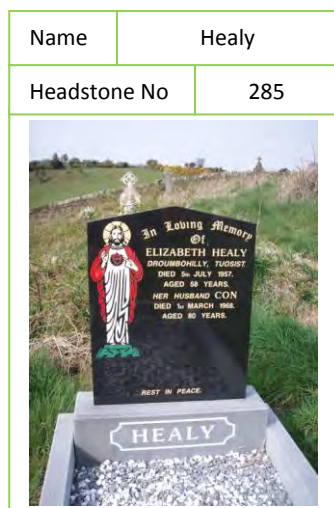 Name Healy
Headstone No 285
In Loving Memory
Of
ELIZABETH HEALY
DROUMBOHILLY, TUOSIST.
DIED 5TH JULY 1957.
AGED 58 YEARS.
HER HUSBAND CON
DIED 1ST MARCH 1968.
AGED 80 YEARS.
REST IN PEACE.
HEALY